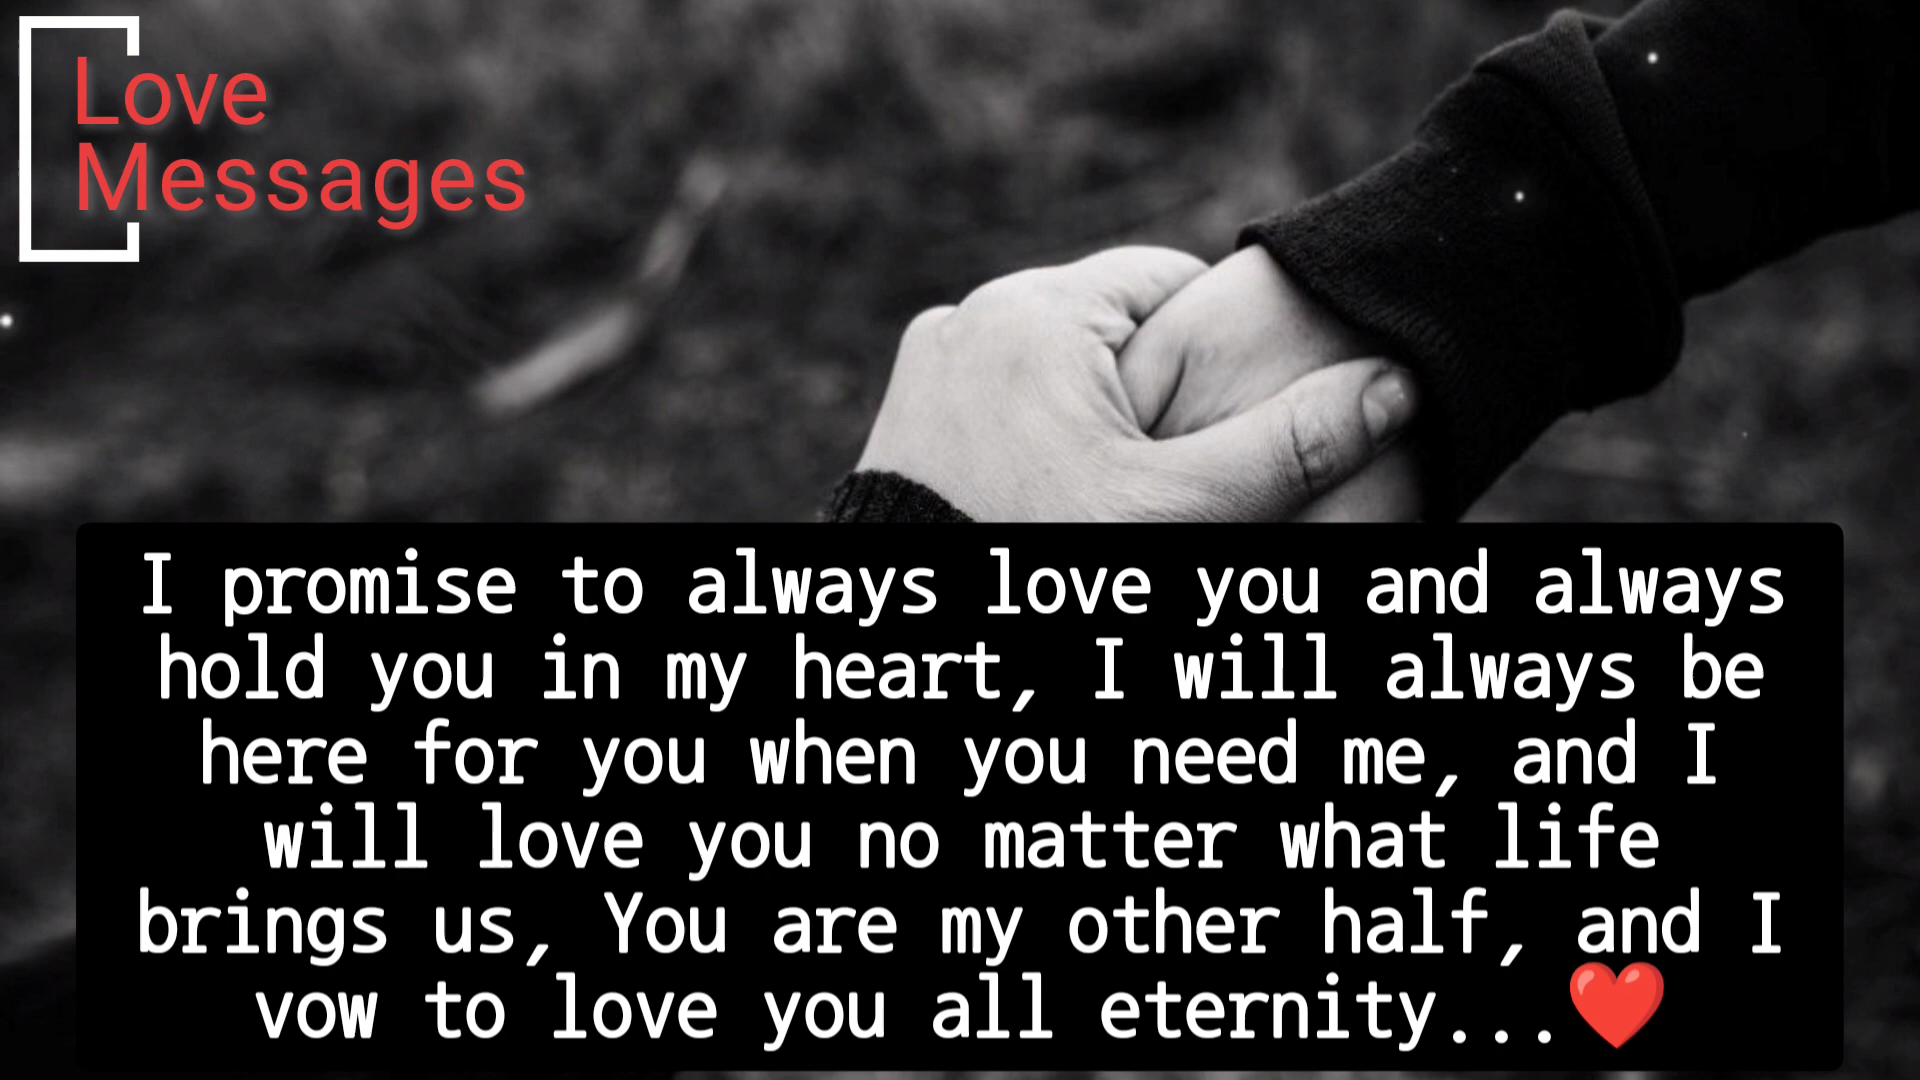 Love
Messages
I promise to always love you and always
hold you in my heart, I will always be
here for you when you need me, and I
will love you no matter what life
brings us, You are my other half, and I
vow to love you all eternity...❤️